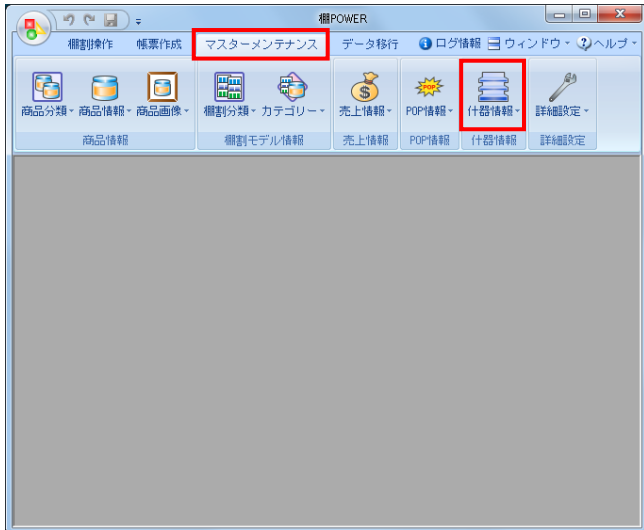 棚POWER
棚割操作 帳票作成 マスターメンテナンス データ移行 ログ情報 ウィンドウ ヘルプ
商品分類 商品情報 商品画像 棚割分類 カテゴリー 売上情報 POP情報 什器情報 詳細設定
商品情報 棚割モデル情報 売上情報 POP情報 什器情報 詳細設定